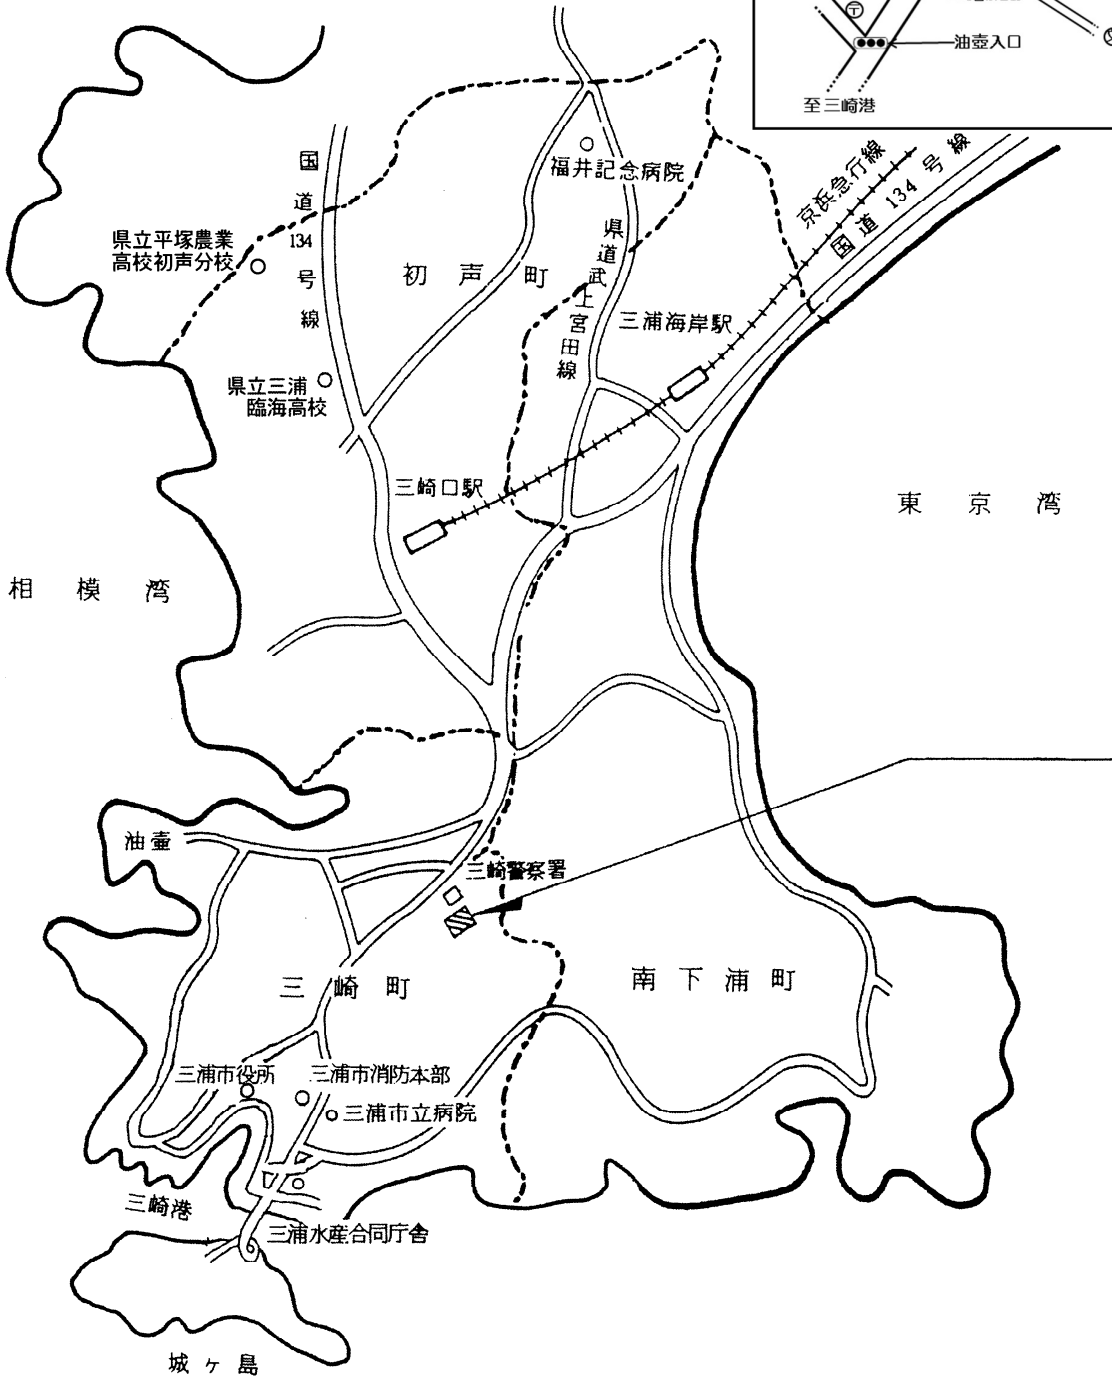 〒
油壺入口
至三崎港
福井記念病院
国道134号線
県立平塚農業
高校初声分校
初声町
県道武上宮田線
京浜急行線
国道134号線
三浦海岸駅
県立三浦
臨海高校
三崎口駅
東京湾
相模湾
油壷
三崎警察署
三崎町
南下浦町
三浦市役所
三浦市消防本部
三浦市立病院
三崎港
三浦水産合同庁舎
城ヶ島